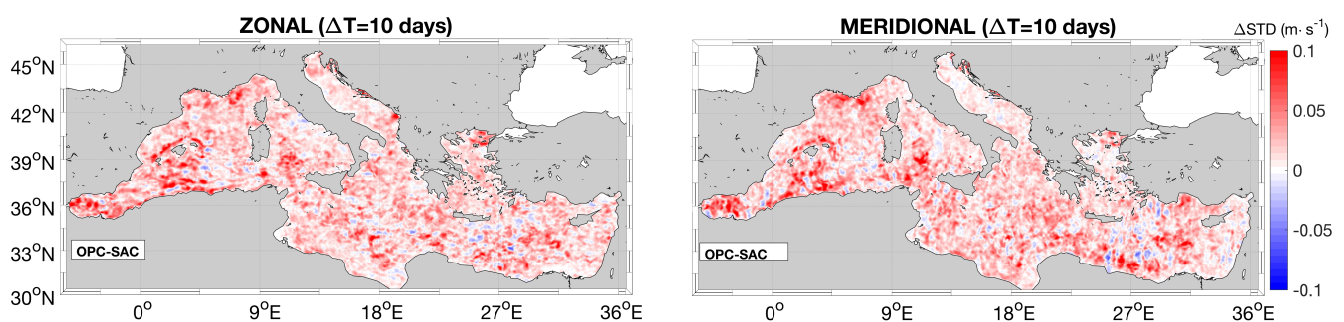 ZONAL (ΔT=10 days)
MERIDIONAL (ΔT=10 days)
ΔSTD (m· s⁻¹)
45°N
42°N
39°N
36°N
33°N
30°N
OPC-SAC
OPC-SAC
0.1
0.05
0
-0.05
-0.1
0° 9°E 18°E 27°E 36°E
0° 9°E 18°E 27°E 36°E